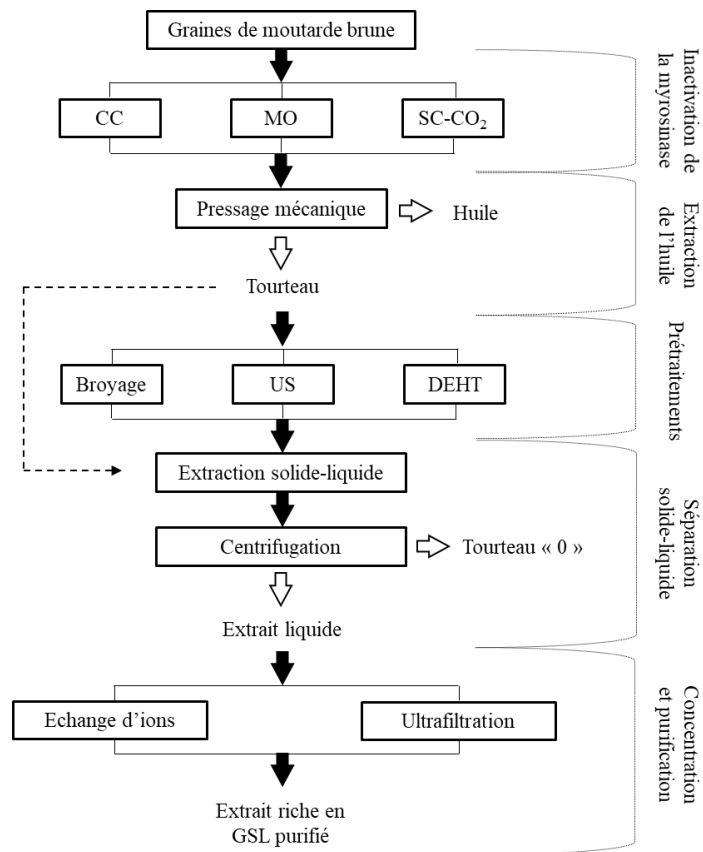 Graines de moutarde brune
CC
MO
SC-CO₂
Inactivation de
la myrosinase
Pressage mécanique
Huile
Tourteau
Extraction
de l’huile
Broyage
US
DEHT
Prétraitements
Extraction solide-liquide
Centrifugation
Tourteau « 0 »
Extrait liquide
Séparation
solide-liquide
Echange d’ions
Ultrafiltration
Extrait riche en
GSL purifié
Concentration
et purification